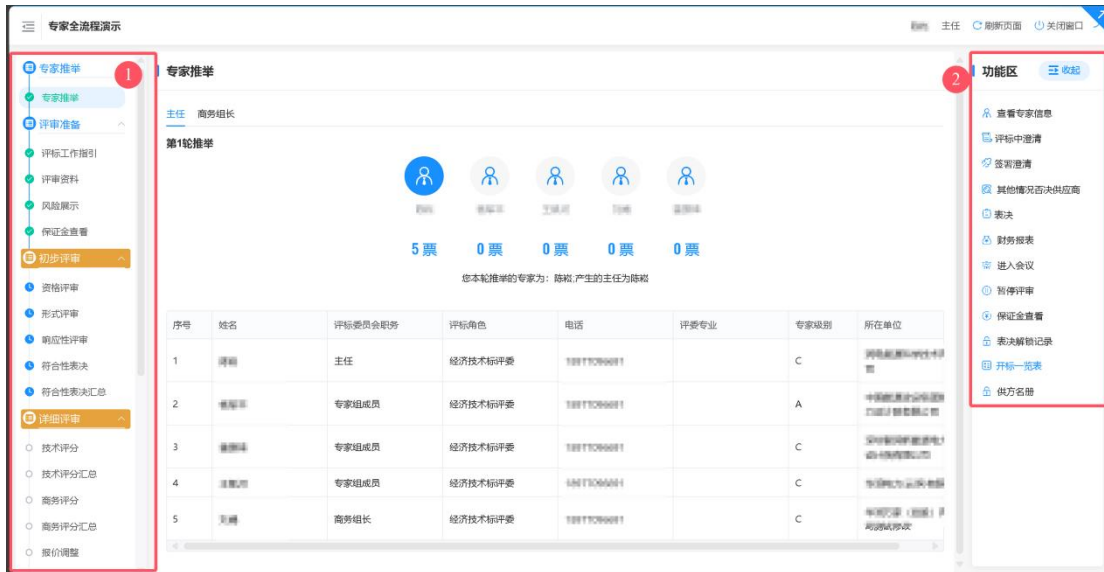 专家全流程演示
主任 刷新页面 关闭窗口
1
专家推举
专家推举
评审准备
评标工作指引
评审资料
风险展示
保证金查看
初步评审
资格评审
形式评审
响应性评审
符合性表决
符合性表决汇总
详细评审
技术评分
技术评分汇总
商务评分
商务评分汇总
报价调整
专家推举
主任 商务组长
第1轮推举
5票 0票 0票 0票 0票
您本轮推举的专家为：陈崧,产生的主任为陈崧
序号 姓名 评标委员会职务 评标角色 电话 评委专业 专家级别 所在单位
1 主任 经济技术标评委 C
2 专家组成员 经济技术标评委 A
3 专家组成员 经济技术标评委 C
4 专家组成员 经济技术标评委 C
5 商务组长 经济技术标评委 C
2
功能区 收起
查看专家信息
评标中澄清
签署澄清
其他情况否决供应商
表决
财务报表
进入会议
暂停评审
保证金查看
表决解锁记录
开标一览表
供方名册